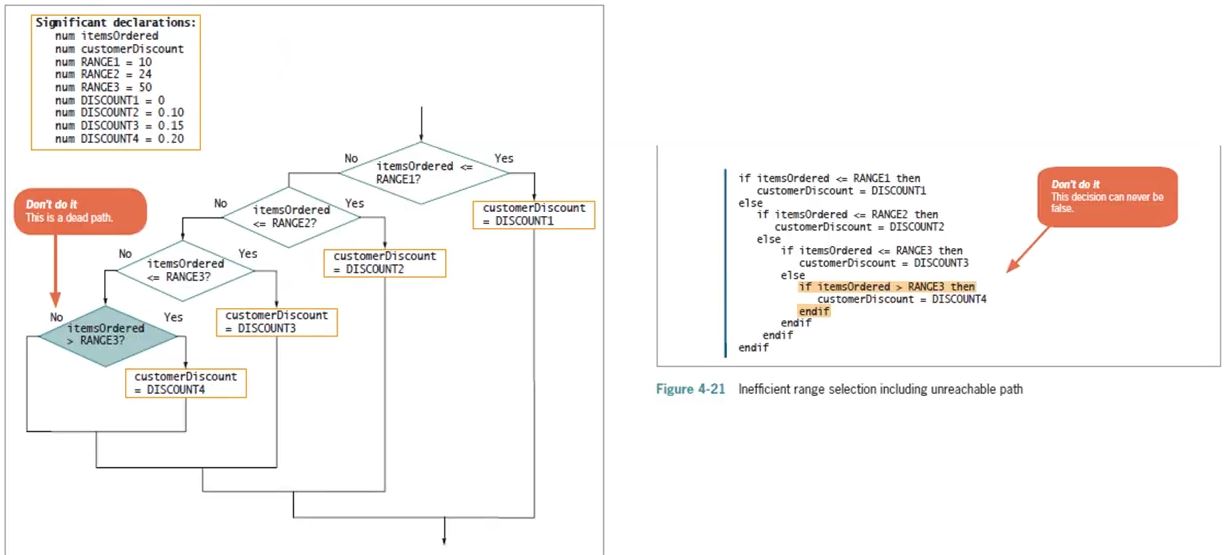 Significant declarations:
num itemsOrdered
num customerDiscount
num RANGE1 = 10
num RANGE2 = 24
num RANGE3 = 50
num DISCOUNT1 = 0
num DISCOUNT2 = 0.10
num DISCOUNT3 = 0.15
num DISCOUNT4 = 0.20
No
itemsOrdered <=
RANGE1?
Yes
customerDiscount
= DISCOUNT1
No
itemsOrdered
<= RANGE2?
Yes
customerDiscount
= DISCOUNT2
No
itemsOrdered
<= RANGE3?
Yes
customerDiscount
= DISCOUNT3
Don't do it
This is a dead path.
No
itemsOrdered
> RANGE3?
Yes
customerDiscount
= DISCOUNT4
if itemsOrdered <= RANGE1 then
customerDiscount = DISCOUNT1
else
if itemsOrdered <= RANGE2 then
customerDiscount = DISCOUNT2
else
if itemsOrdered <= RANGE3 then
customerDiscount = DISCOUNT3
else
if itemsOrdered > RANGE3 then
customerDiscount = DISCOUNT4
endif
endif
endif
endif
Don't do it
This decision can never be
false.
Figure 4-21 Inefficient range selection including unreachable path